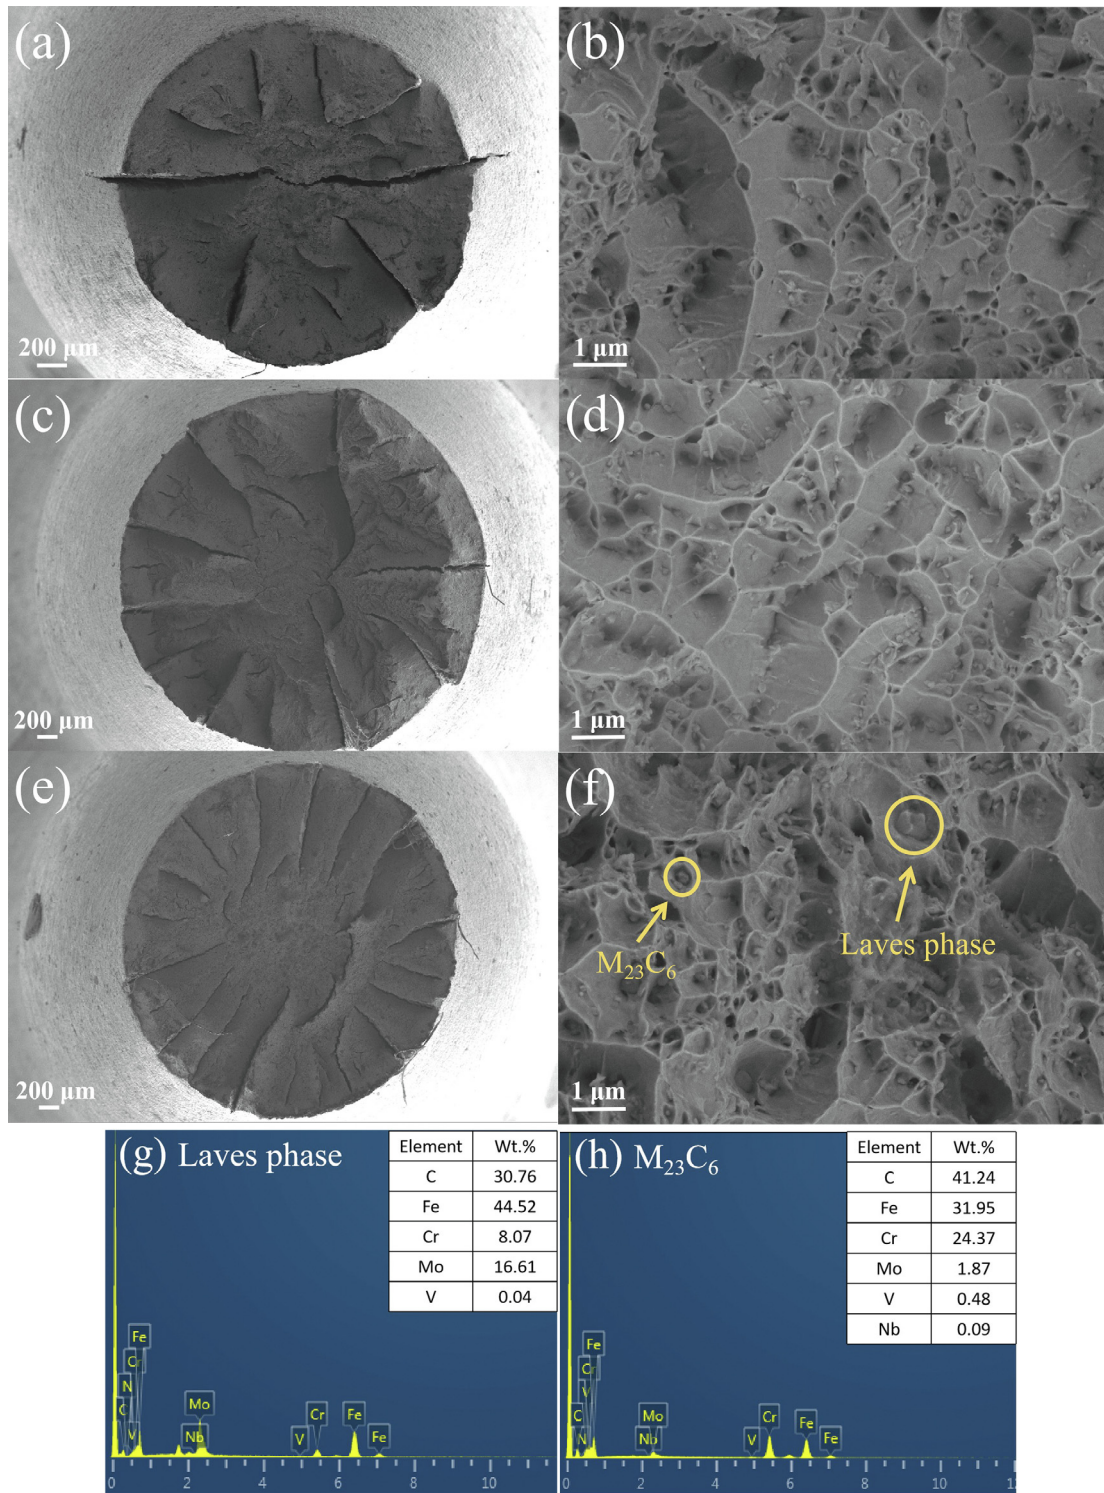 (a)
200 μm
(b)
1 μm
(c)
200 μm
(d)
1 μm
(e)
200 μm
(f)
M₂₃C₆
Laves phase
1 μm
(g) Laves phase
Element Wt.%
C 30.76
Fe 44.52
Cr 8.07
Mo 16.61
V 0.04
Fe
Cr
N
C
V
Mo
Nb
V
Cr
Fe
Fe
0 2 4 6 8 10
(h) M₂₃C₆
Element Wt.%
C 41.24
Fe 31.95
Cr 24.37
Mo 1.87
V 0.48
Nb 0.09
Fe
Cr
V
C
N
Mo
Nb
V
Cr
Fe
Fe
0 2 4 6 8 10